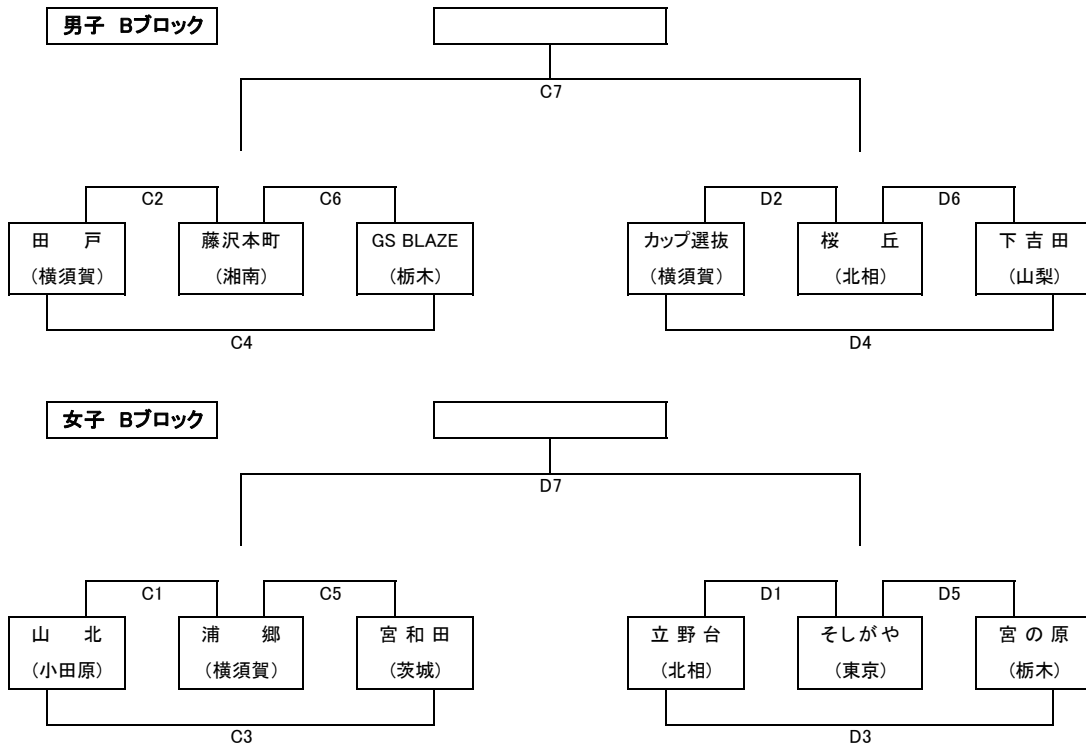 男子 Bブロック
C7
C2 C6 D2 D6
田 戸 藤沢本町 GS BLAZE カップ選抜 桜 丘 下吉田
(横須賀) (湘南) (栃木) (横須賀) (北相) (山梨)
C4 D4
女子 Bブロック
D7
C1 C5 D1 D5
山 北 浦 郷 宮和田 立野台 そしがや 宮の原
(小田原) (横須賀) (茨城) (北相) (東京) (栃木)
C3 D3